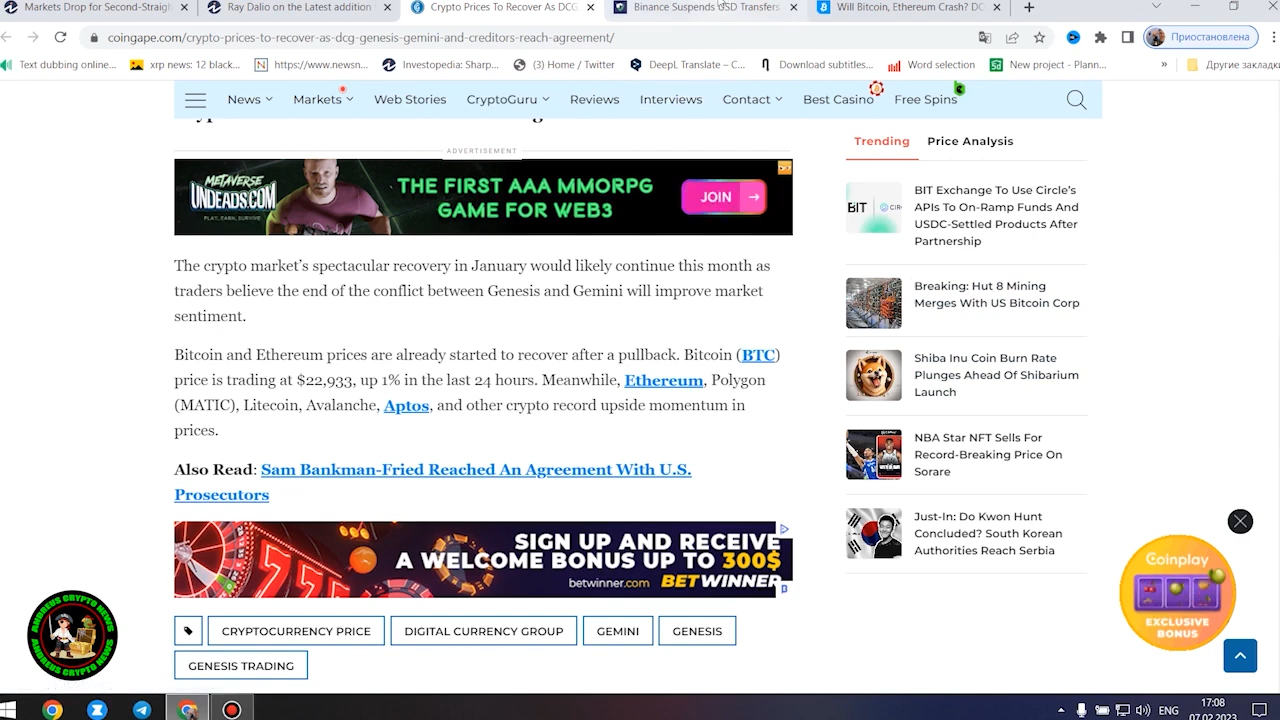 Markets Drop for Second-Straigh
Ray Dalio on the Latest addition
Crypto Prices To Recover As DCG,
Binance Suspends USD Transfers
Will Bitcoin, Ethereum Crash? DC
coingape.com/crypto-prices-to-recover-as-dcg-genesis-gemini-and-creditors-reach-agreement/
Приостановлена
Text dubbing online...
xrp news: 12 black...
https://www.newsn...
Investopedia: Sharp...
(3) Home / Twitter
DeepL Translate – C...
Download subtitles...
Word selection
New project - Plann...
»
Другие закладки
News
Markets
Web Stories
CryptoGuru
Reviews
Interviews
Contact
Best Casino
Free Spins
ADVERTISEMENT
METAVERSE
UNDEADS.COM
PLAY, EARN, SURVIVE
THE FIRST AAA MMORPG
GAME FOR WEB3
JOIN →
The crypto market's spectacular recovery in January would likely continue this month as
traders believe the end of the conflict between Genesis and Gemini will improve market
sentiment.
Bitcoin and Ethereum prices are already started to recover after a pullback. Bitcoin (BTC)
price is trading at $22,933, up 1% in the last 24 hours. Meanwhile, Ethereum, Polygon
(MATIC), Litecoin, Avalanche, Aptos, and other crypto record upside momentum in
prices.
Also Read: Sam Bankman-Fried Reached An Agreement With U.S.
Prosecutors
SIGN UP AND RECEIVE
A WELCOME BONUS UP TO 300$
betwinner.com BETWINNER
CRYPTOCURRENCY PRICE
DIGITAL CURRENCY GROUP
GEMINI
GENESIS
GENESIS TRADING
Trending
Price Analysis
BIT
CIR
BIT Exchange To Use Circle's
APIs To On-Ramp Funds And
USDC-Settled Products After
Partnership
Breaking: Hut 8 Mining
Merges With US Bitcoin Corp
Shiba Inu Coin Burn Rate
Plunges Ahead Of Shibarium
Launch
NBA Star NFT Sells For
Record-Breaking Price On
Sorare
Just-In: Do Kwon Hunt
Concluded? South Korean
Authorities Reach Serbia
Coinplay
EXCLUSIVE
BONUS
ANDREUS CRYPTO NEWS
ANDREUS CRYPTO NEWS
ENG
17:08
07.02.2023